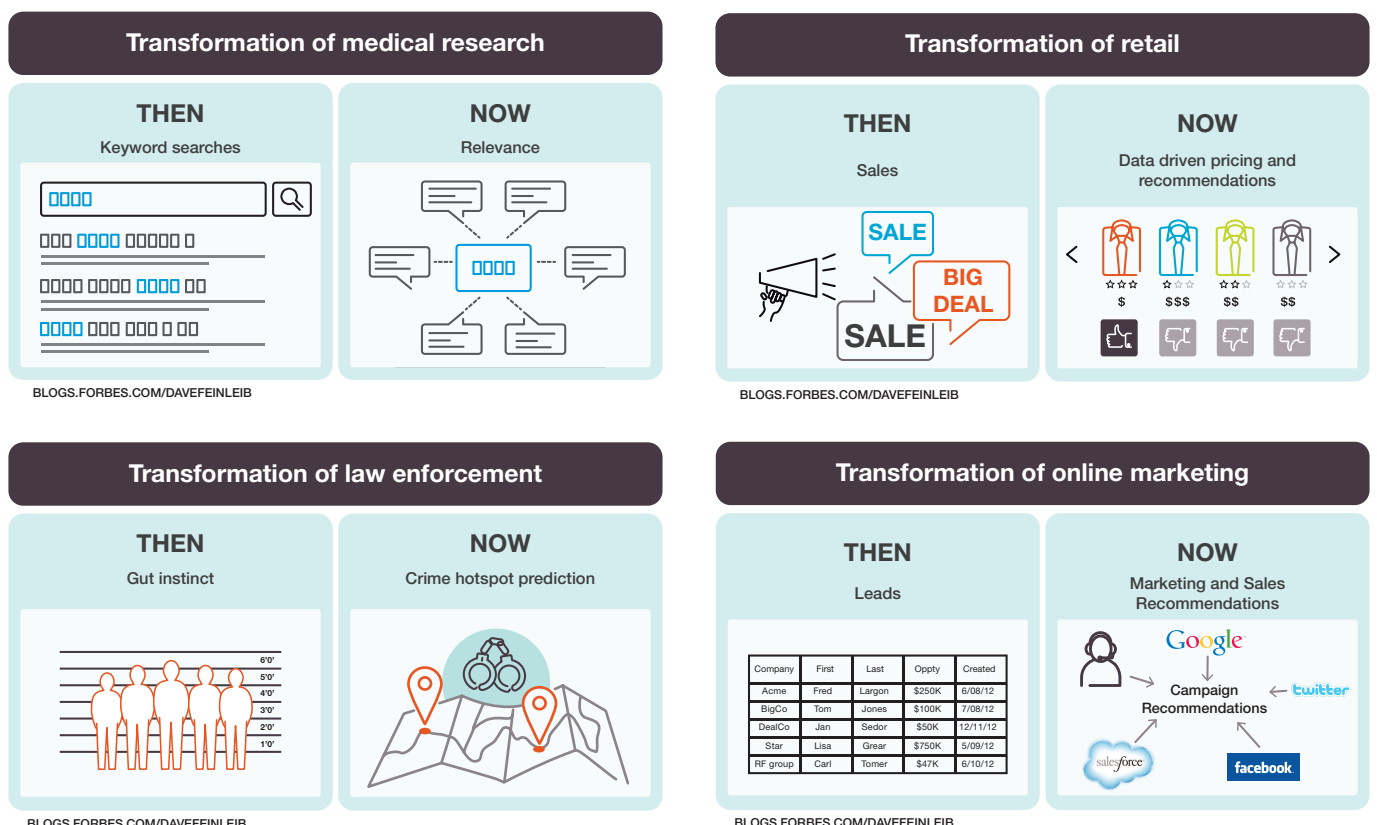 Transformation of medical research
THEN
Keyword searches
NOW
Relevance
BLOGS.FORBES.COM/DAVEFEINLEIB
Transformation of retail
THEN
Sales
SALE
BIG
DEAL
SALE
NOW
Data driven pricing and
recommendations
< >
$ $$$ $$ $$
BLOGS.FORBES.COM/DAVEFEINLEIB
Transformation of law enforcement
THEN
Gut instinct
6'0'
5'0'
4'0'
3'0'
2'0'
1'0'
NOW
Crime hotspot prediction
BLOGS.FORBES.COM/DAVEFEINLEIB
Transformation of online marketing
THEN
Leads
Company First Last Oppty Created
Acme Fred Largon $250K 6/08/12
BigCo Tom Jones $100K 7/08/12
DealCo Jan Sedor $50K 12/11/12
Star Lisa Grear $750K 5/09/12
RF group Carl Tomer $47K 6/10/12
NOW
Marketing and Sales
Recommendations
Google
Campaign
Recommendations
twitter
salesforce
facebook
BLOGS.FORBES.COM/DAVEFEINLEIB